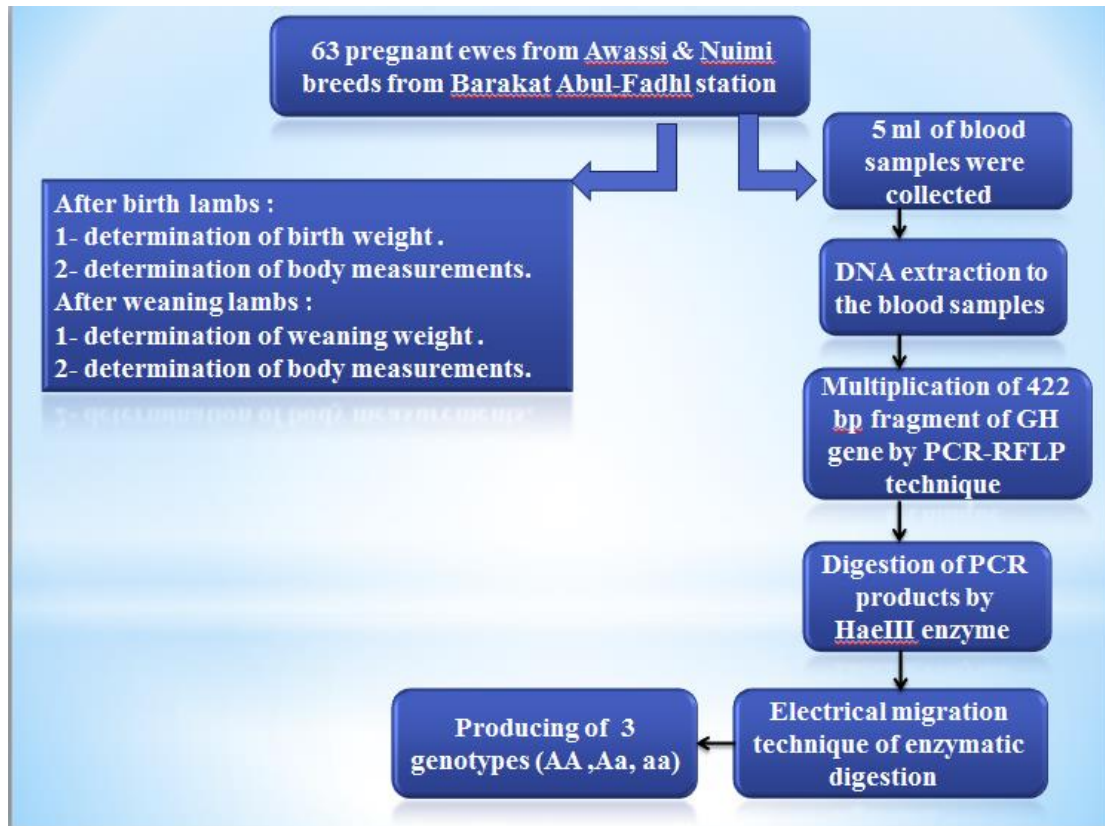 63 pregnant ewes from Awassi & Nuimi
breeds from Barakat Abul-Fadhl station
After birth lambs :
1- determination of birth weight .
2- determination of body measurements.
After weaning lambs :
1- determination of weaning weight .
2- determination of body measurements.
5 ml of blood
samples were
collected
DNA extraction to
the blood samples
Multiplication of 422
bp fragment of GH
gene by PCR-RFLP
technique
Digestion of PCR
products by
HaeIII enzyme
Electrical migration
technique of enzymatic
digestion
Producing of 3
genotypes (AA ,Aa, aa)